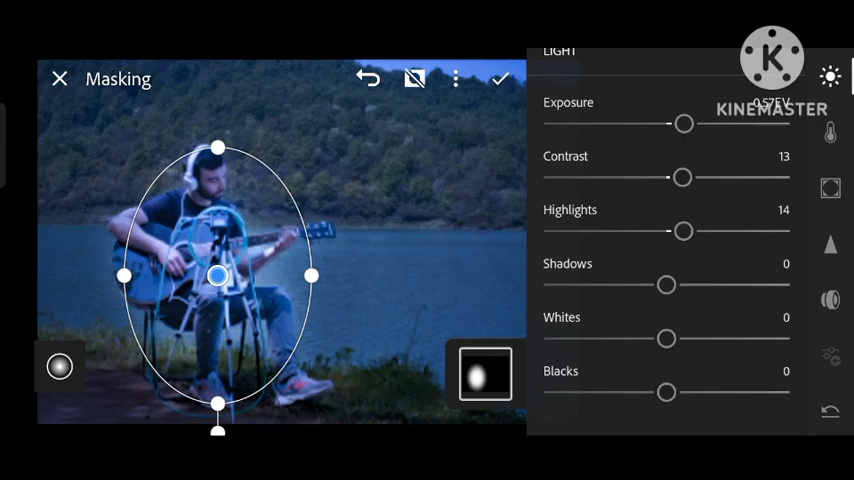 Masking
LIGHT
Exposure 0.57EV
Contrast 13
Highlights 14
Shadows 0
Whites 0
Blacks 0
K
KINEMASTER